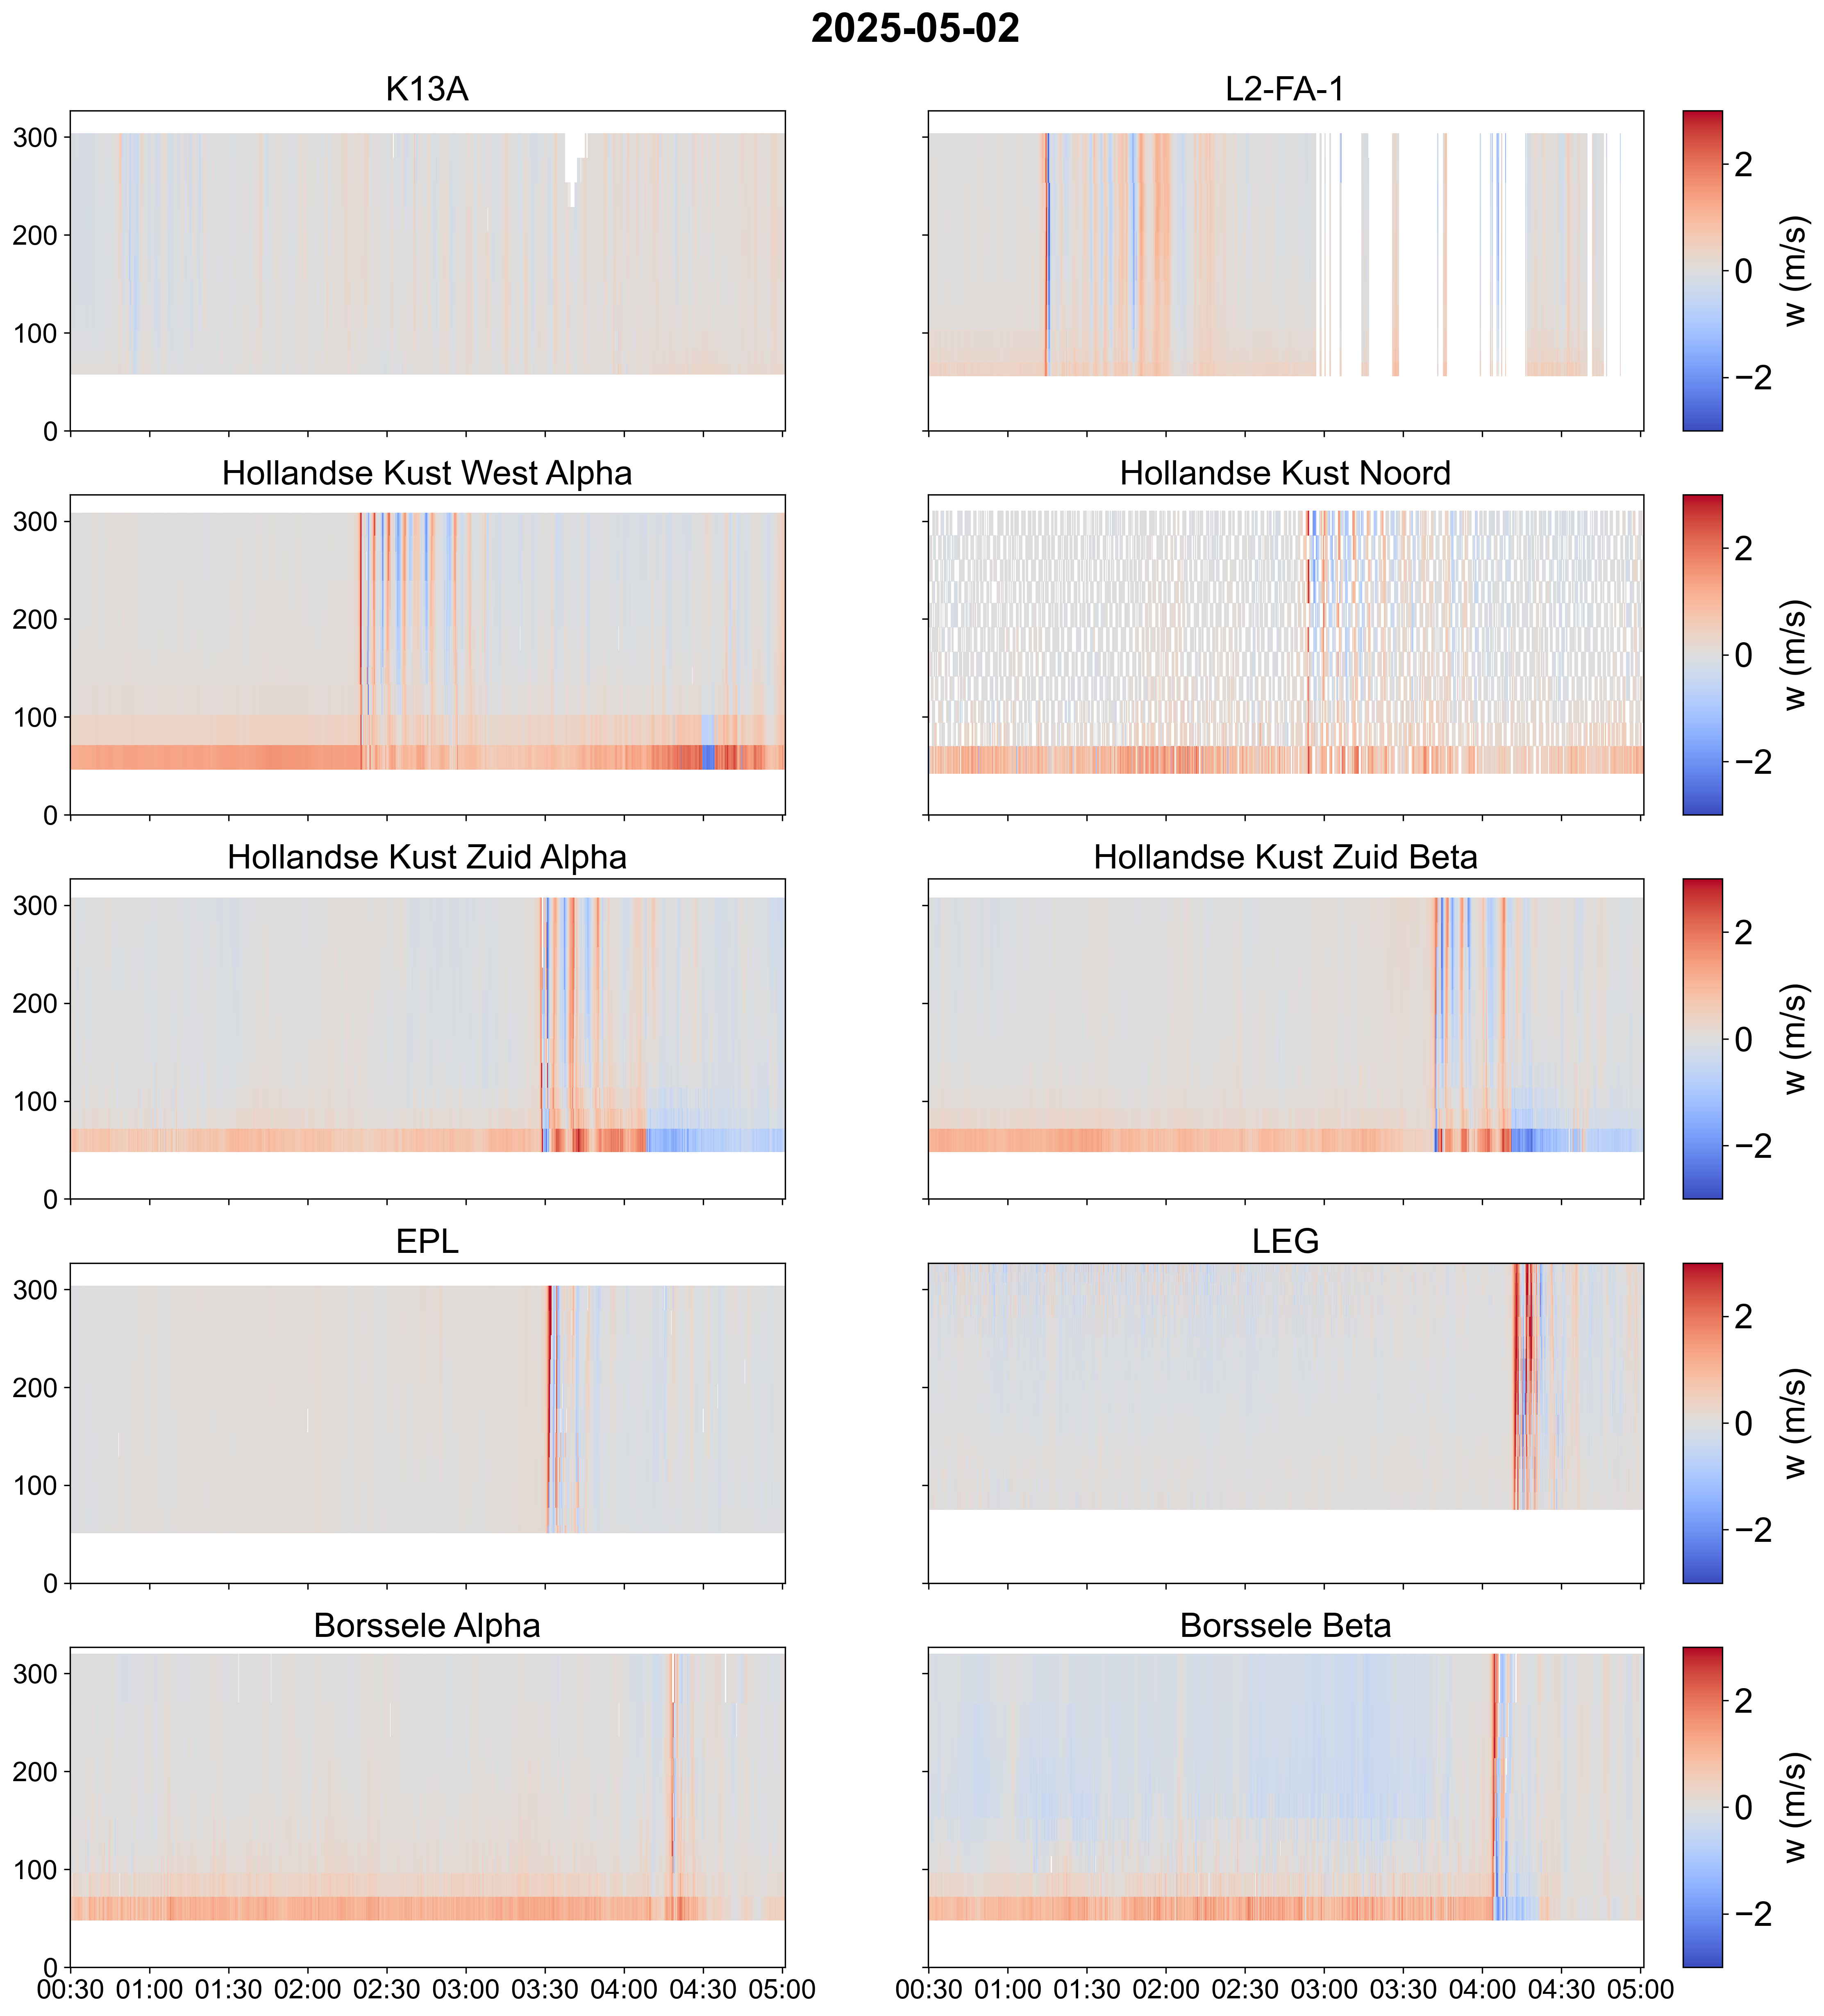 2025-05-02
K13A
L2-FA-1
300
200
100
0
2
0
−2
w (m/s)
Hollandse Kust West Alpha
Hollandse Kust Noord
300
200
100
0
2
0
−2
w (m/s)
Hollandse Kust Zuid Alpha
Hollandse Kust Zuid Beta
300
200
100
0
2
0
−2
w (m/s)
EPL
LEG
300
200
100
0
2
0
−2
w (m/s)
Borssele Alpha
Borssele Beta
300
200
100
0
2
0
−2
w (m/s)
00:30 01:00 01:30 02:00 02:30 03:00 03:30 04:00 04:30 05:00
00:30 01:00 01:30 02:00 02:30 03:00 03:30 04:00 04:30 05:00